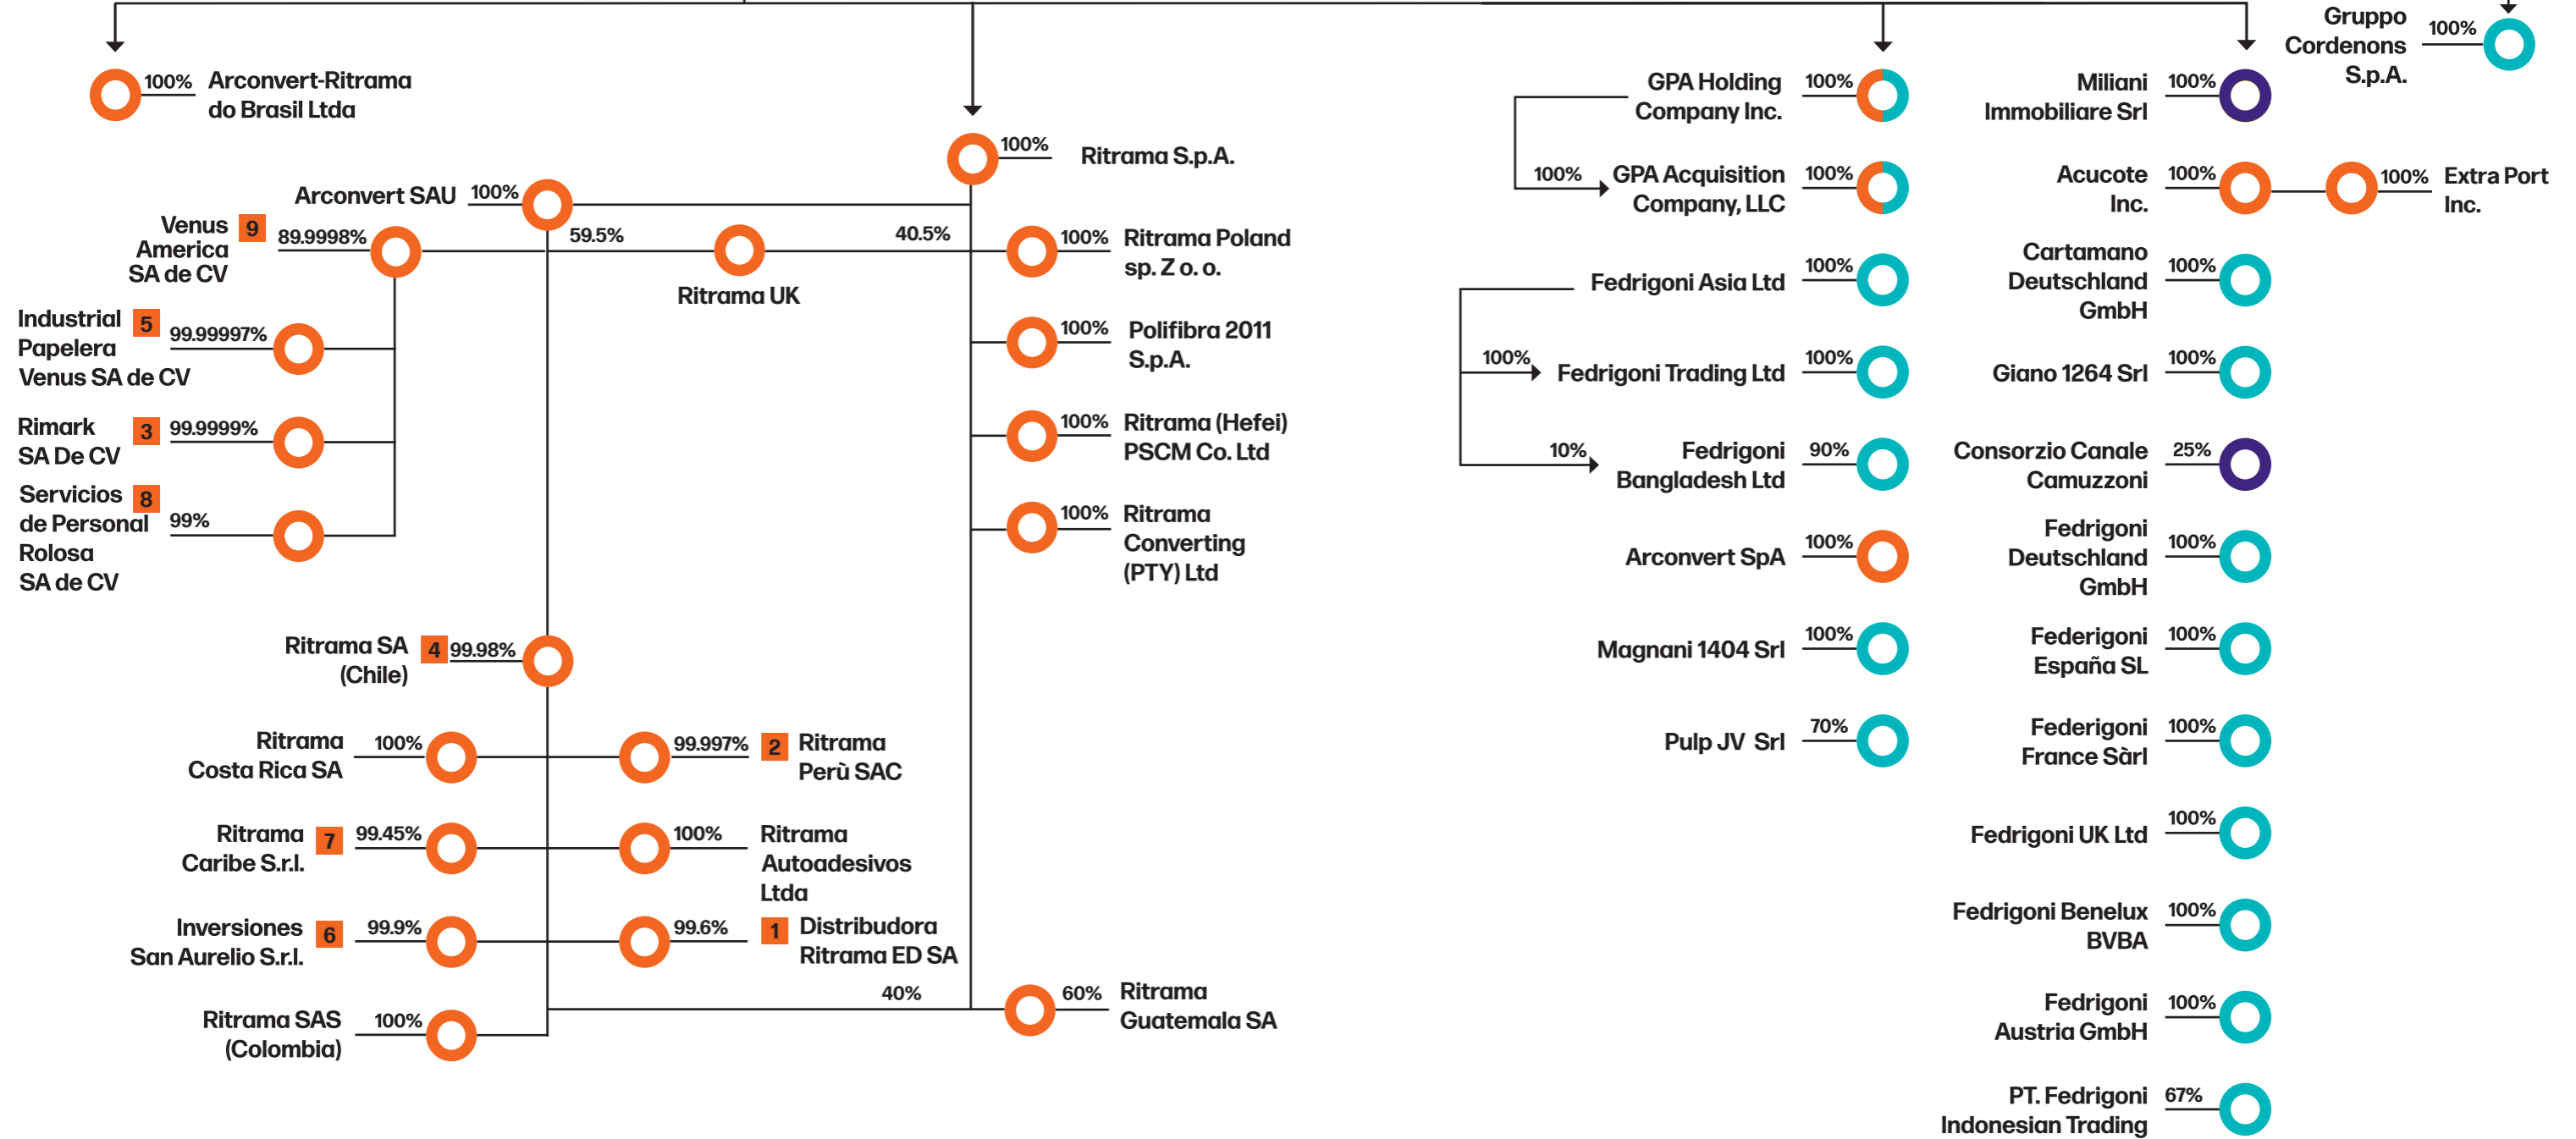 100%
Arconvert-Ritrama
do Brasil Ltda
100%
Ritrama S.p.A.
Arconvert SAU
100%
Venus
America
SA de CV
9
89.9998%
59.5%
40.5%
Ritrama UK
100%
Ritrama Poland
sp. Z o. o.
Industrial
Papelera
Venus SA de CV
5
99.99997%
100%
Polifibra 2011
S.p.A.
Rimark
SA De CV
3
99.9999%
100%
Ritrama (Hefei)
PSCM Co. Ltd
Servicios
de Personal
Rolosa
SA de CV
8
99%
100%
Ritrama
Converting
(PTY) Ltd
Ritrama SA
(Chile)
4
99.98%
Ritrama
Costa Rica SA
100%
99.997%
2
Ritrama
Perù SAC
Ritrama
Caribe S.r.l.
7
99.45%
100%
Ritrama
Autoadesivos
Ltda
Inversiones
San Aurelio S.r.l.
6
99.9%
99.6%
1
Distribudora
Ritrama ED SA
40%
60%
Ritrama
Guatemala SA
Ritrama SAS
(Colombia)
100%
GPA Holding
Company Inc.
100%
100%
GPA Acquisition
Company, LLC
100%
Fedrigoni Asia Ltd
100%
100%
Fedrigoni Trading Ltd
100%
10%
Fedrigoni
Bangladesh Ltd
90%
Arconvert SpA
100%
Magnani 1404 Srl
100%
Pulp JV Srl
70%
Miliani
Immobiliare Srl
100%
Acucote
Inc.
100%
100%
Extra Port
Inc.
Cartamano
Deutschland
GmbH
100%
Giano 1264 Srl
100%
Consorzio Canale
Camuzzoni
25%
Fedrigoni
Deutschland
GmbH
100%
Federigoni
España SL
100%
Federigoni
France Sàrl
100%
Fedrigoni UK Ltd
100%
Fedrigoni Benelux
BVBA
100%
Fedrigoni
Austria GmbH
100%
PT. Fedrigoni
Indonesian Trading
67%
Gruppo
Cordenons
S.p.A.
100%